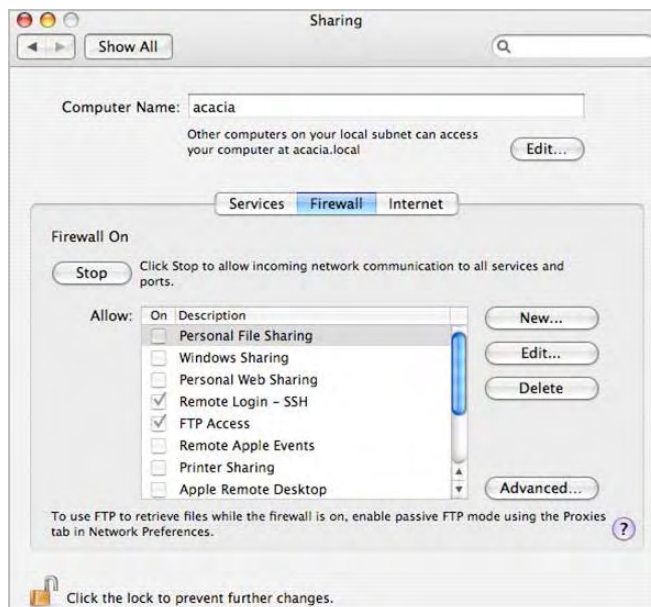 Sharing
Show All
Computer Name: acacia
Other computers on your local subnet can access
your computer at acacia.local
Edit...
Services Firewall Internet
Firewall On
Stop
Click Stop to allow incoming network communication to all services and
ports.
Allow:
On Description
Personal File Sharing
Windows Sharing
Personal Web Sharing
Remote Login – SSH
FTP Access
Remote Apple Events
Printer Sharing
Apple Remote Desktop
New...
Edit...
Delete
Advanced...
To use FTP to retrieve files while the firewall is on, enable passive FTP mode using the Proxies
tab in Network Preferences.
?
Click the lock to prevent further changes.